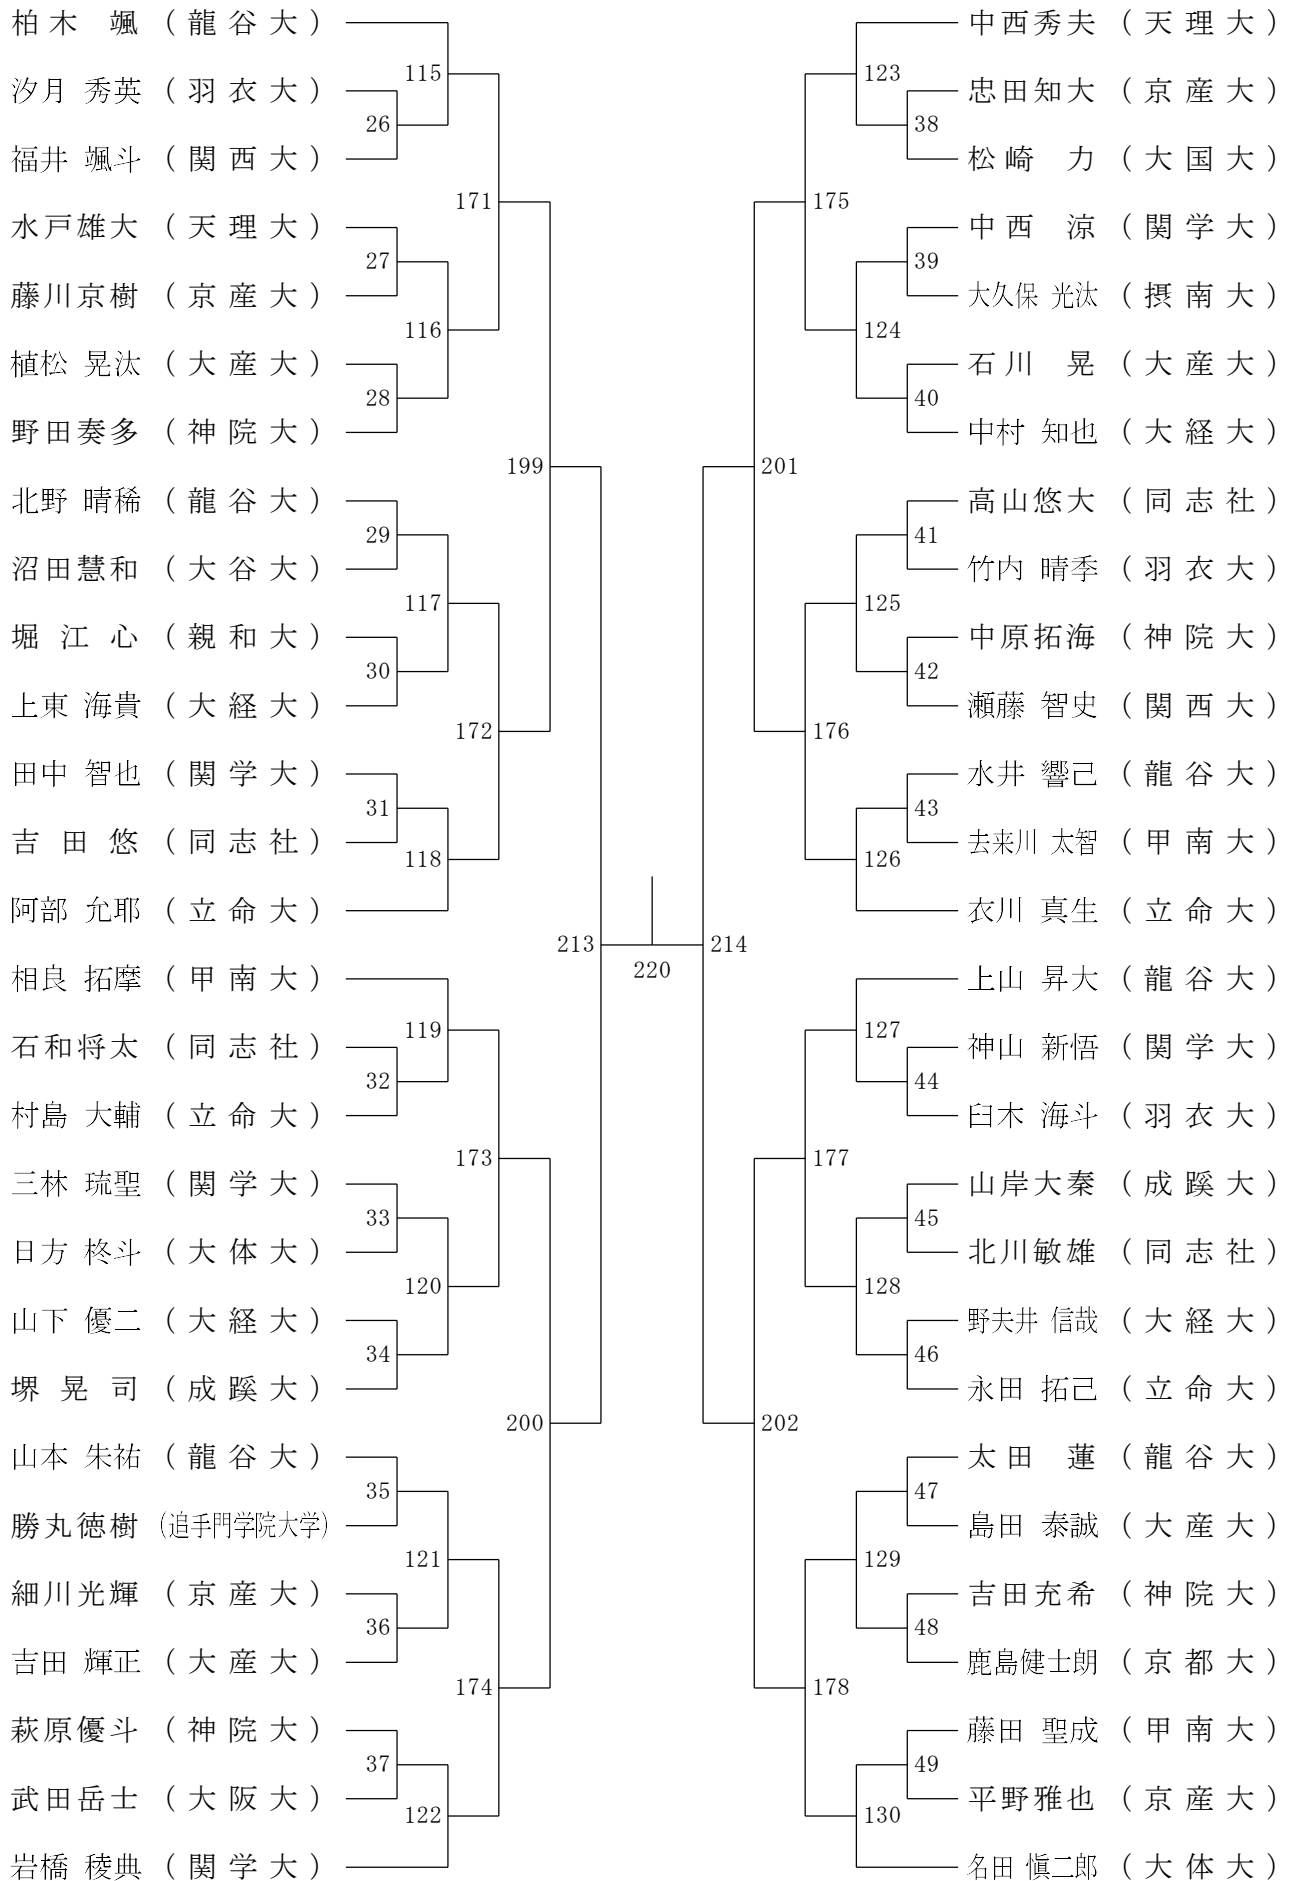 柏木　颯（龍谷大）
115
汐月 秀英（羽衣大）
26
福井 颯斗（関西大）
171
水戸雄大（天理大）
27
藤川京樹（京産大）
116
植松 晃汰（大産大）
28
野田奏多（神院大）
199
北野 晴稀（龍谷大）
29
沼田慧和（大谷大）
117
堀江心（親和大）
30
上東 海貴（大経大）
172
田中 智也（関学大）
31
吉田悠（同志社）
118
阿部 允耶（立命大）
213
相良 拓摩（甲南大）
119
石和将太（同志社）
32
村島 大輔（立命大）
173
三林 琉聖（関学大）
33
日方 柊斗（大体大）
120
山下 優二（大経大）
34
堺晃司（成蹊大）
200
山本 朱祐（龍谷大）
35
勝丸徳樹（追手門学院大学）
121
細川光輝（京産大）
36
吉田 輝正（大産大）
174
萩原優斗（神院大）
37
武田岳士（大阪大）
122
岩橋 稜典（関学大）
220
中西秀夫（天理大）
123
忠田知大（京産大）
38
松崎　力（大国大）
175
中西　涼（関学大）
39
大久保 光汰（摂南大）
124
石川　晃（大産大）
40
中村 知也（大経大）
201
高山悠大（同志社）
41
竹内 晴季（羽衣大）
125
中原拓海（神院大）
42
瀬藤 智史（関西大）
176
水井 響己（龍谷大）
43
去来川 太智（甲南大）
126
衣川 真生（立命大）
214
上山 昇大（龍谷大）
127
神山 新悟（関学大）
44
臼木 海斗（羽衣大）
177
山岸大秦（成蹊大）
45
北川敏雄（同志社）
128
野夫井 信哉（大経大）
46
永田 拓己（立命大）
202
太田　蓮（龍谷大）
47
島田 泰誠（大産大）
129
吉田充希（神院大）
48
鹿島健士朗（京都大）
178
藤田 聖成（甲南大）
49
平野雅也（京産大）
130
名田 愼二郎（大体大）